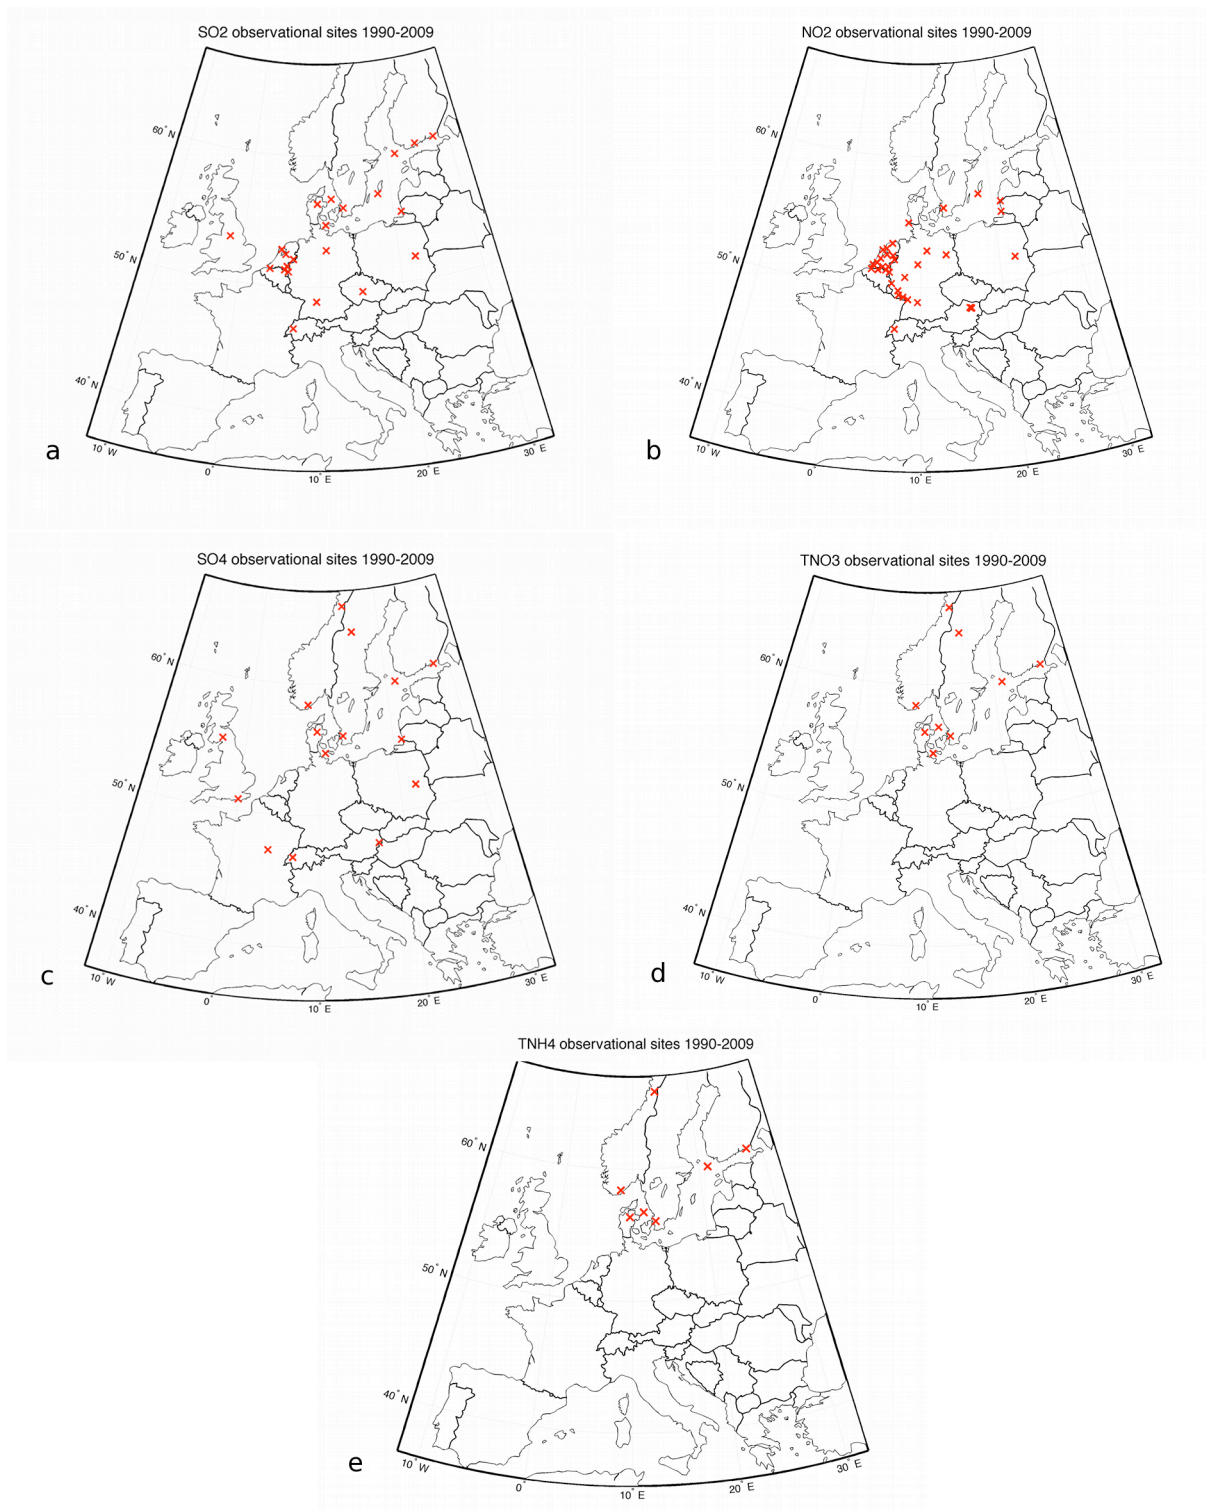 SO2 observational sites 1990-2009
60° N
50° N
40° N
10° W
0°
10° E
20° E
30° E
a
NO2 observational sites 1990-2009
60° N
50° N
40° N
10° W
0°
10° E
20° E
30° E
b
SO4 observational sites 1990-2009
60° N
50° N
40° N
10° W
0°
10° E
20° E
30° E
c
TNO3 observational sites 1990-2009
60° N
50° N
40° N
10° W
0°
10° E
20° E
30° E
d
TNH4 observational sites 1990-2009
60° N
50° N
40° N
10° W
0°
10° E
20° E
30° E
e